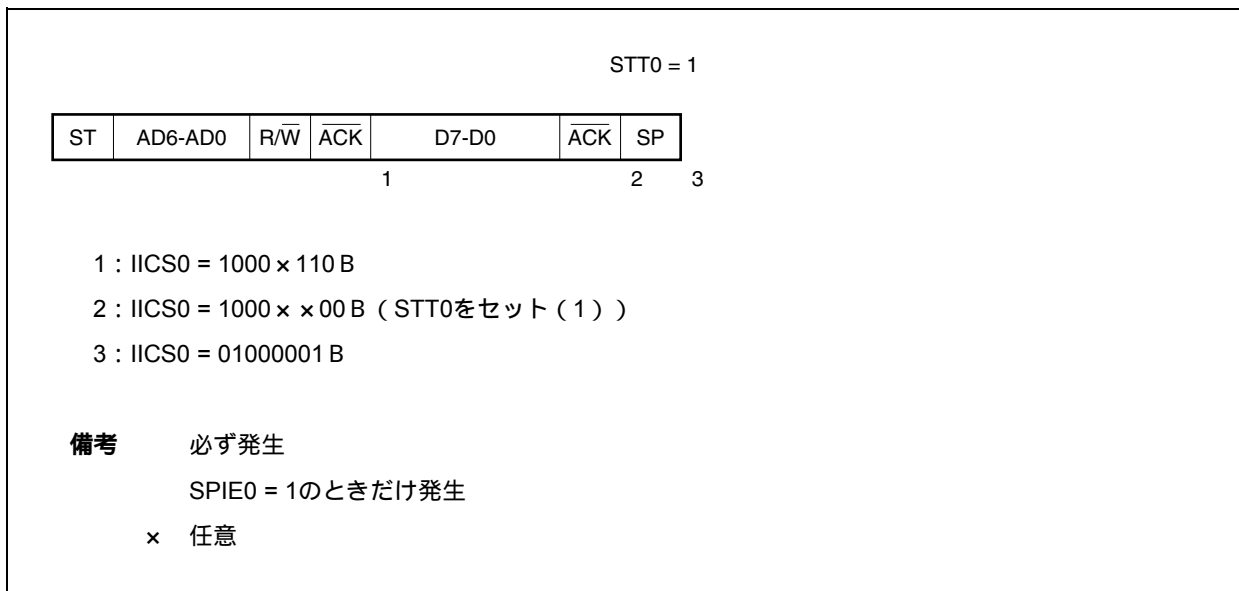 STT0 = 1
ST AD6-AD0 R/W̅ A̅C̅K̅ D7-D0 A̅C̅K̅ SP
1 2 3
1：IICS0 = 1000×110 B
2：IICS0 = 1000××00 B（STT0をセット（1））
3：IICS0 = 01000001 B
備考 必ず発生
SPIE0 = 1のときだけ発生
× 任意